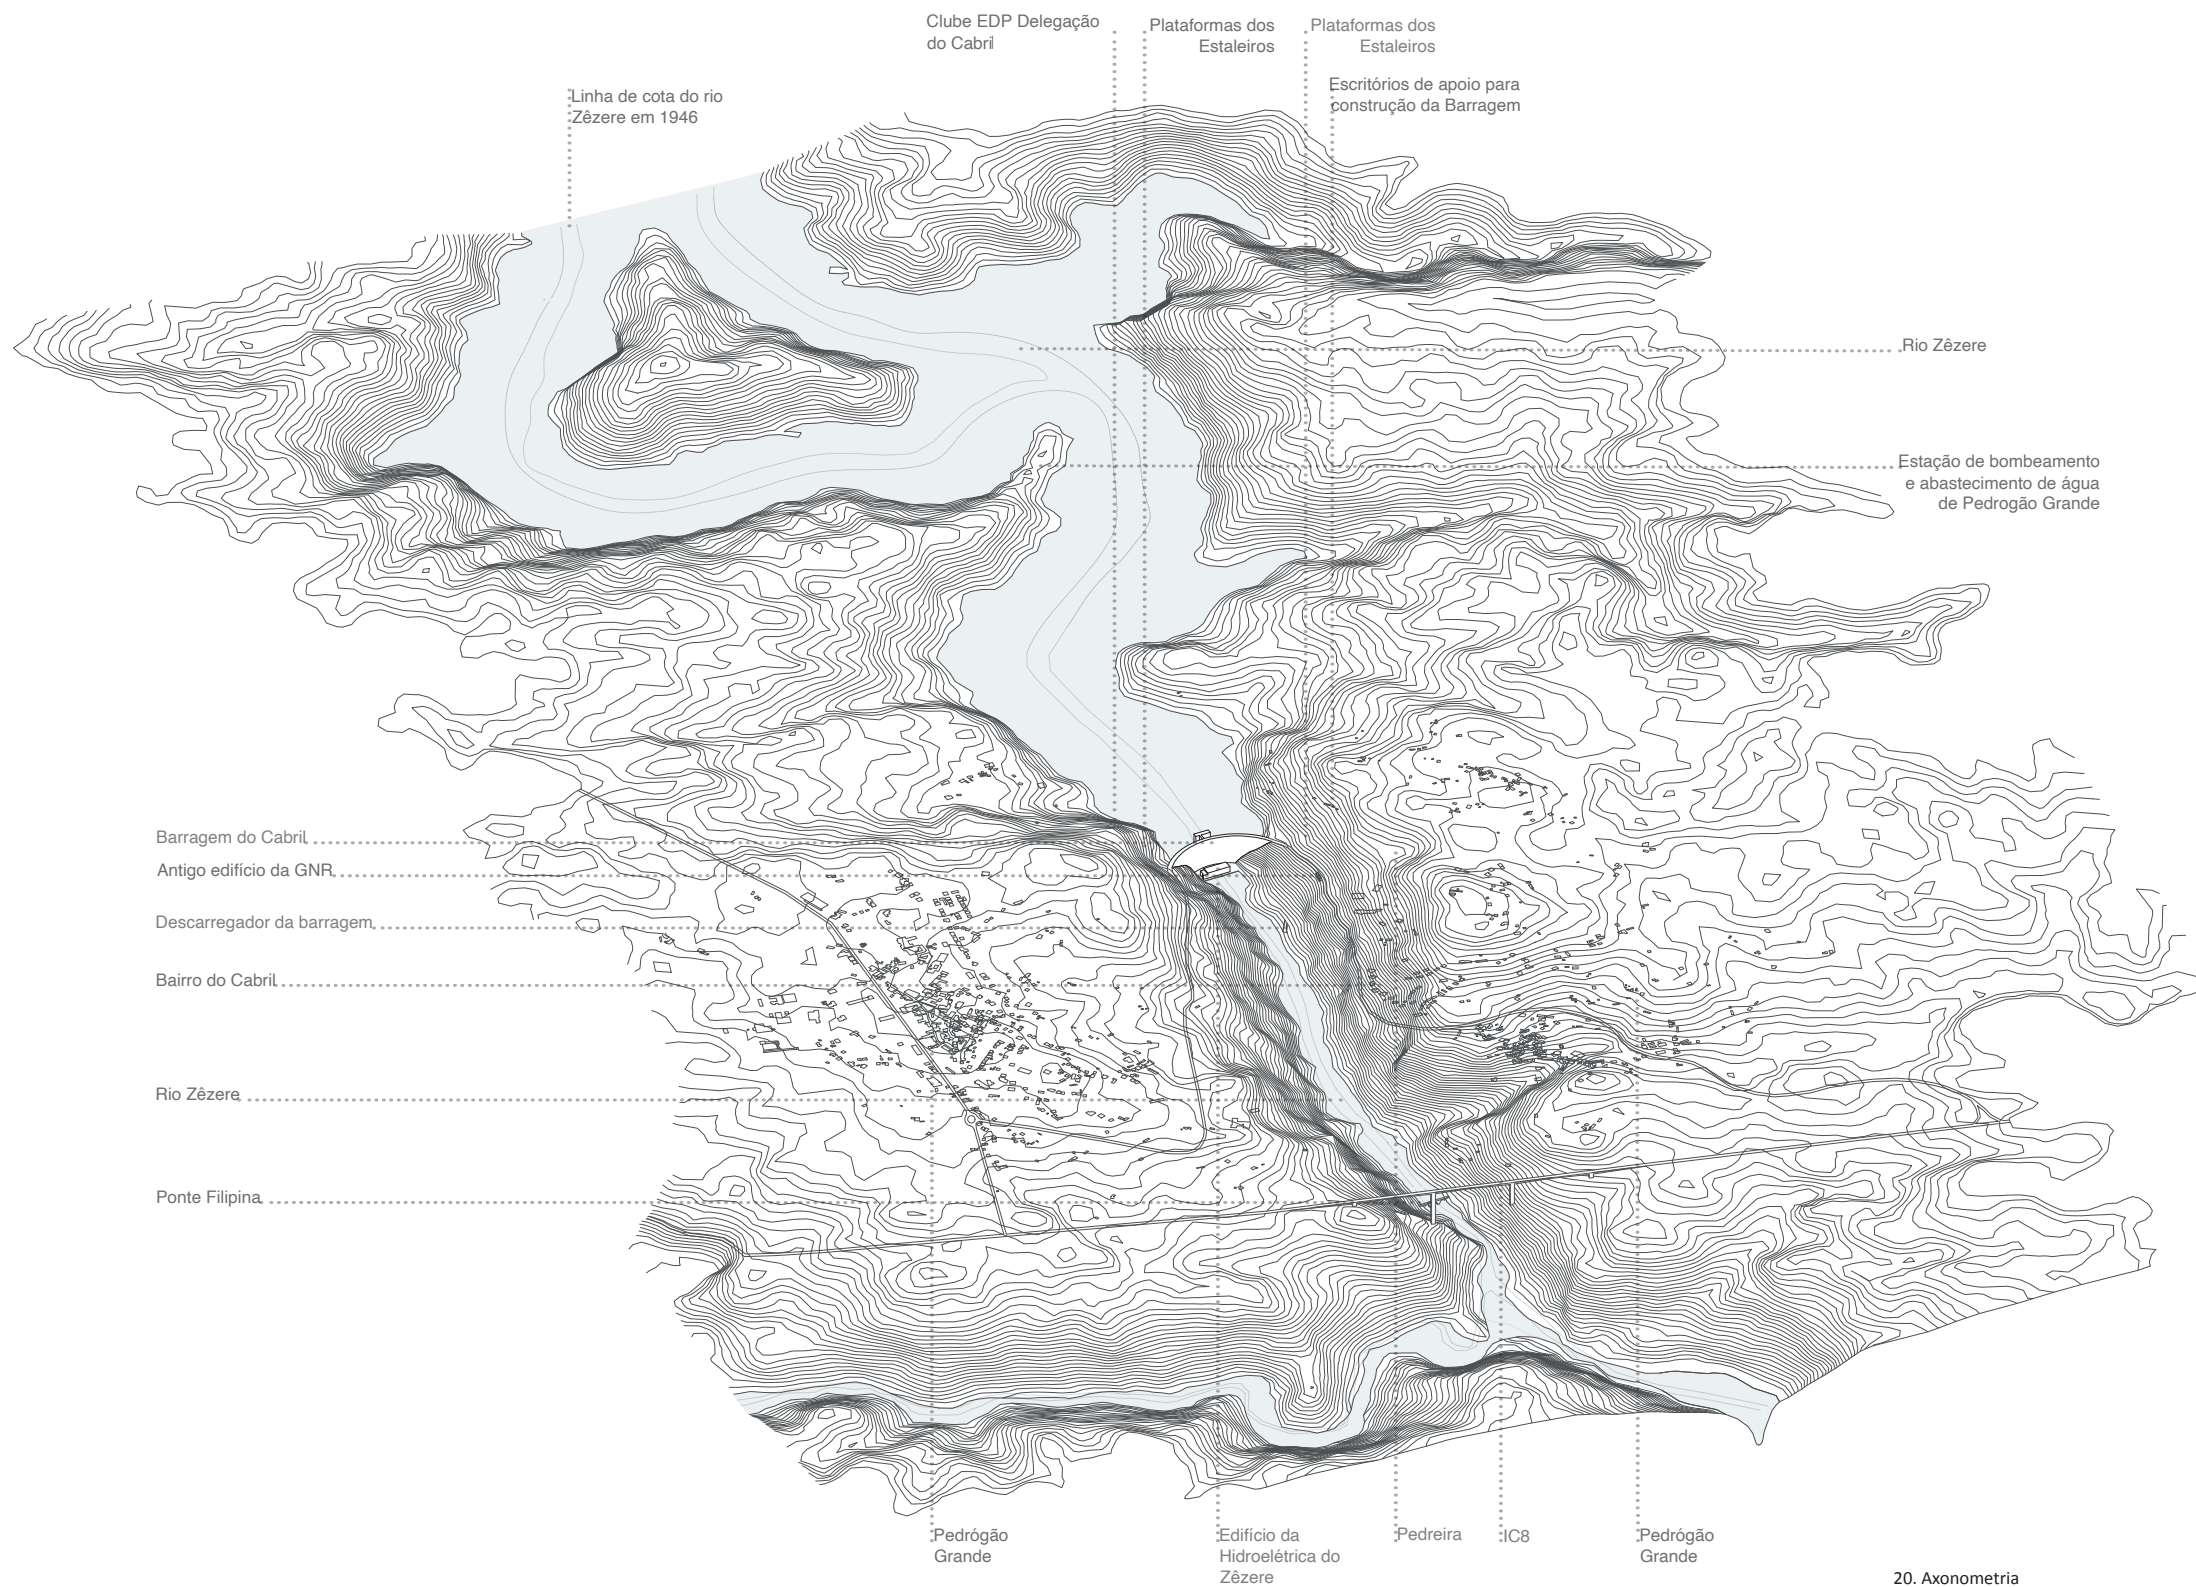 Clube EDP Delegação
do Cabril
Plataformas dos
Estaleiros
Plataformas dos
Estaleiros
Escritórios de apoio para
construção da Barragem
Linha de cota do rio
Zêzere em 1946
Rio Zêzere
Estação de bombeamento
e abastecimento de água
de Pedrogão Grande
Barragem do Cabril
Antigo edifício da GNR
Descarregador da barragem
Bairro do Cabril
Rio Zêzere
Ponte Filipina
Pedrógão
Grande
Edifício da
Hidroelétrica do
Zêzere
Pedreira
IC8
Pedrógão
Grande
20. Axonometria